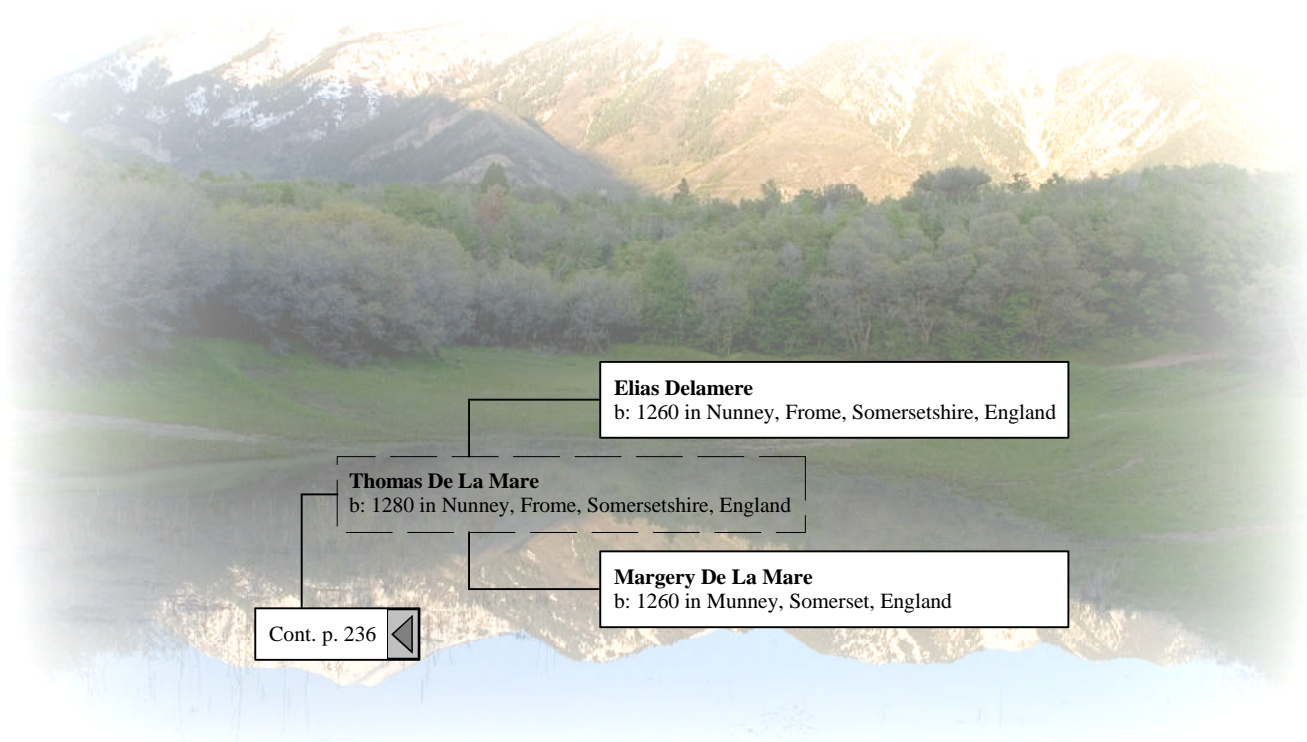 Elias Delamere
b: 1260 in Nunney, Frome, Somersetshire, England
Thomas De La Mare
b: 1280 in Nunney, Frome, Somersetshire, England
Margery De La Mare
b: 1260 in Munney, Somerset, England
Cont. p. 236